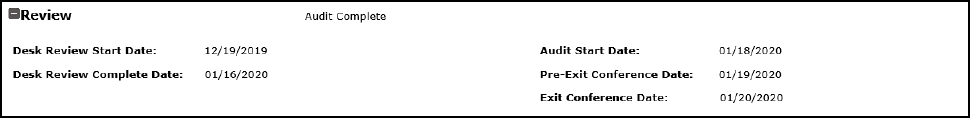 Review Audit Complete
Desk Review Start Date: 12/19/2019 Audit Start Date: 01/18/2020
Desk Review Complete Date: 01/16/2020 Pre-Exit Conference Date: 01/19/2020
Exit Conference Date: 01/20/2020